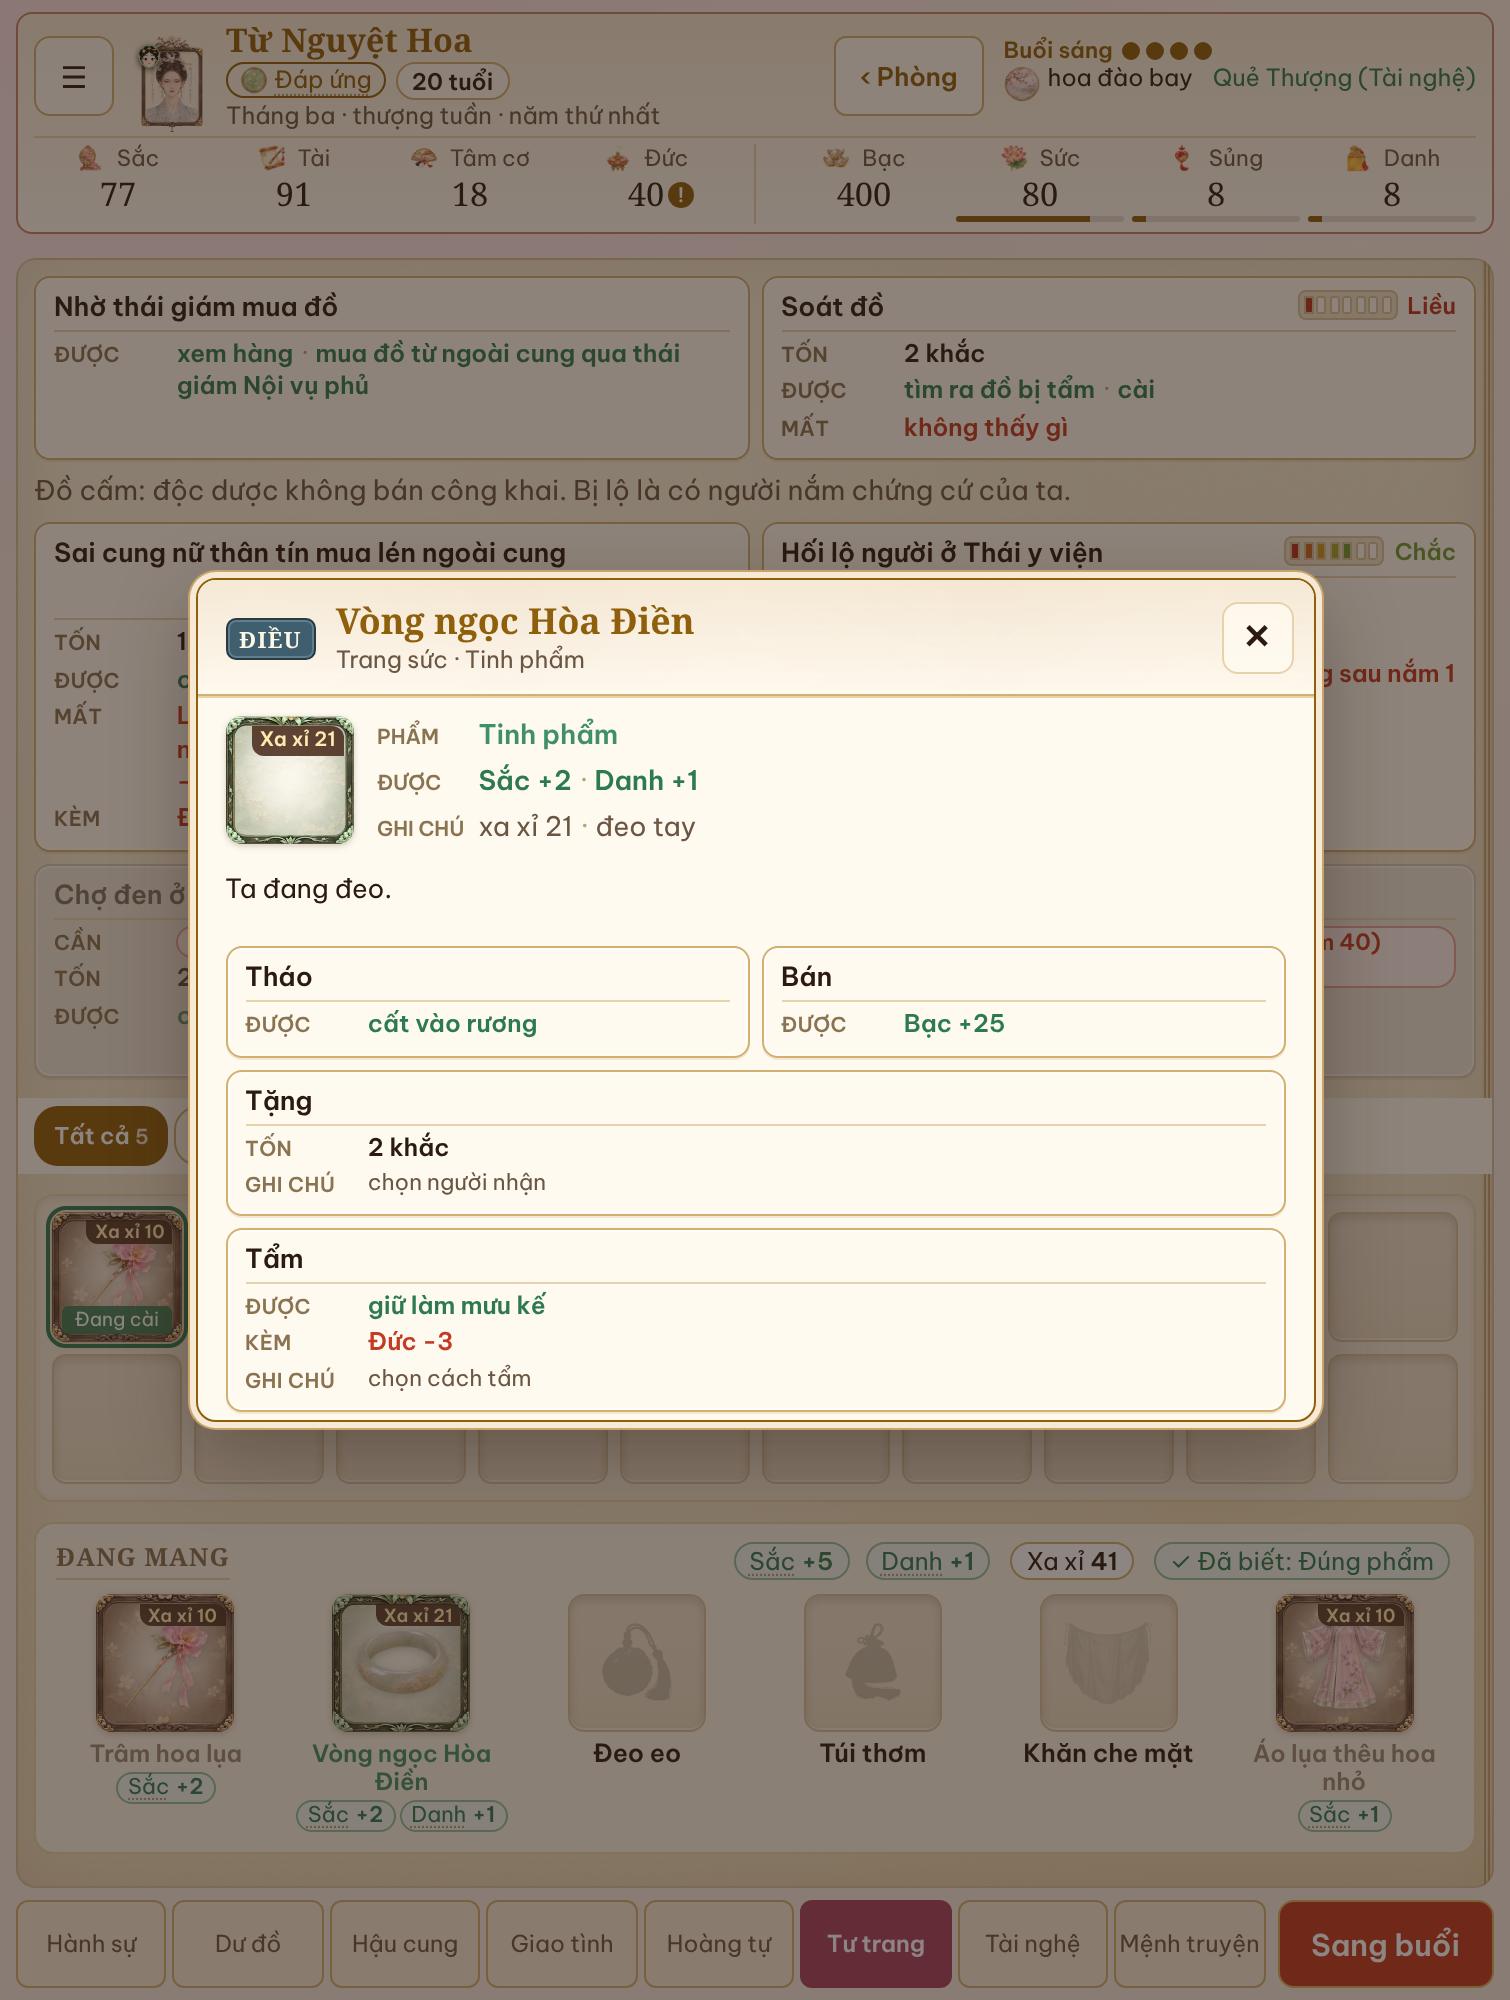 ☰
Từ Nguyệt Hoa
Đáp ứng
20 tuổi
Tháng ba · thượng tuần · năm thứ nhất
‹ Phòng
Buổi sáng
hoa đào bay
Quẻ Thượng (Tài nghệ)
Sắc Tài Tâm cơ Đức Bạc Sức Sủng Danh
77 91 18 40 ! 400 80 8 8
Nhờ thái giám mua đồ
ĐƯỢC xem hàng · mua đồ từ ngoài cung qua thái
giám Nội vụ phủ
Soát đồ Liều
TỐN 2 khắc
ĐƯỢC tìm ra đồ bị tẩm · cài
MẤT không thấy gì
Đồ cấm: độc dược không bán công khai. Bị lộ là có người nắm chứng cứ của ta.
Sai cung nữ thân tín mua lén ngoài cung
TỐN 1
ĐƯỢC
MẤT
KÈM
Hối lộ người ở Thái y viện Chắc
sau nắm 1
Chợ đen ở
CẦN
TỐN 2
ĐƯỢC
40)
ĐIỀU
Vòng ngọc Hòa Điền
Trang sức · Tinh phẩm
✕
Xa xỉ 21
PHẨM Tinh phẩm
ĐƯỢC Sắc +2 · Danh +1
GHI CHÚ xa xỉ 21 · đeo tay
Ta đang đeo.
Tháo
ĐƯỢC cất vào rương
Bán
ĐƯỢC Bạc +25
Tặng
TỐN 2 khắc
GHI CHÚ chọn người nhận
Tẩm
ĐƯỢC giữ làm mưu kế
KÈM Đức -3
GHI CHÚ chọn cách tẩm
Tất cả 5
Xa xỉ 10
Đang cài
ĐANG MANG
Sắc +5 Danh +1 Xa xỉ 41 ✓ Đã biết: Đúng phẩm
Xa xỉ 10
Trâm hoa lụa
Sắc +2
Xa xỉ 21
Vòng ngọc Hòa
Điền
Sắc +2 Danh +1
Đeo eo
Túi thơm
Khăn che mặt
Xa xỉ 10
Áo lụa thêu hoa
nhỏ
Sắc +1
Hành sự Dư đồ Hậu cung Giao tình Hoàng tự Tư trang Tài nghệ Mệnh truyện Sang buổi